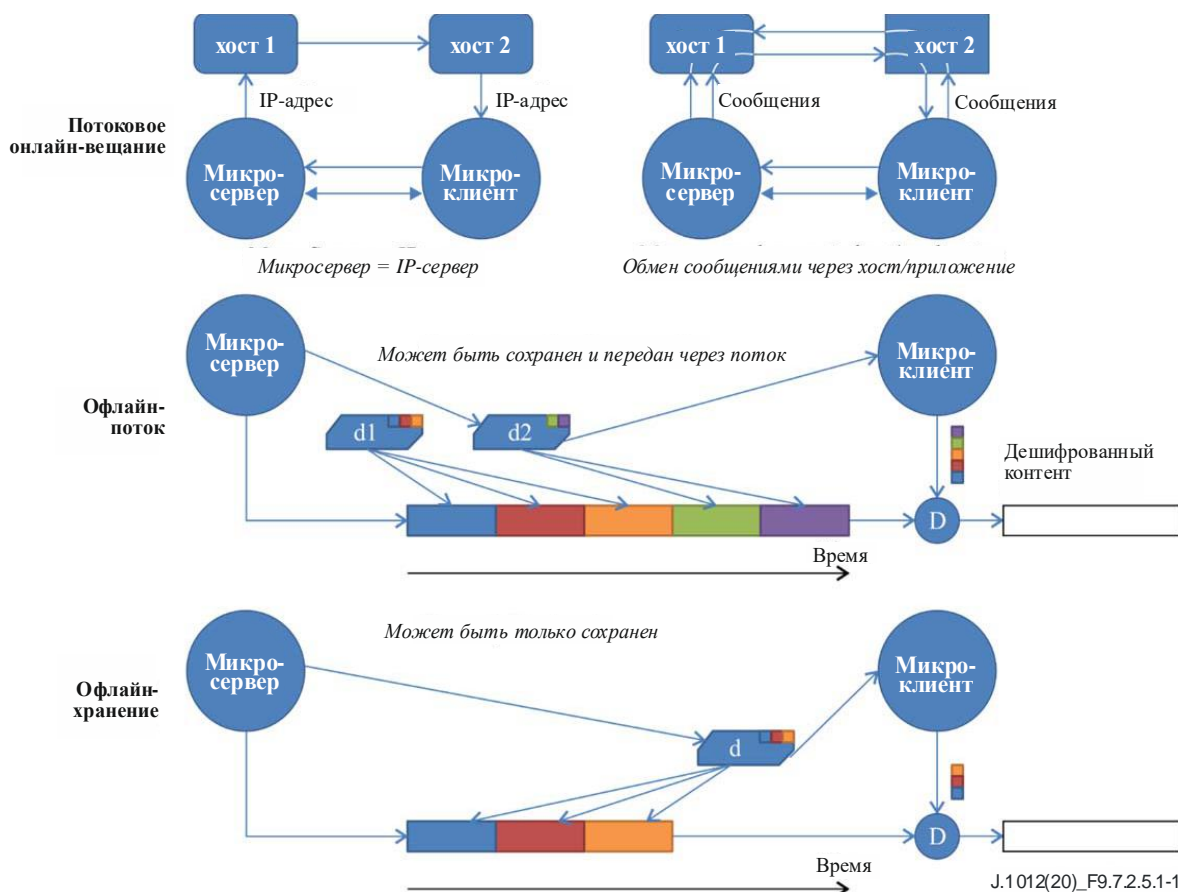 хост 1
хост 2
хост 1
хост 2
IP-адрес
IP-адрес
Сообщения
Сообщения
Потоковое
онлайн-вещание
Микро-
сервер
Микро-
клиент
Микро-
сервер
Микро-
клиент
Микросервер = IP-сервер
Обмен сообщениями через хост/приложение
Микро-
сервер
Может быть сохранен и передан через поток
Микро-
клиент
Офлайн-
поток
d1
d2
Дешифрованный
контент
D
Время
Микро-
сервер
Может быть только сохранен
Микро-
клиент
Офлайн-
хранение
d
D
Время
J.1012(20)_F9.7.2.5.1-1